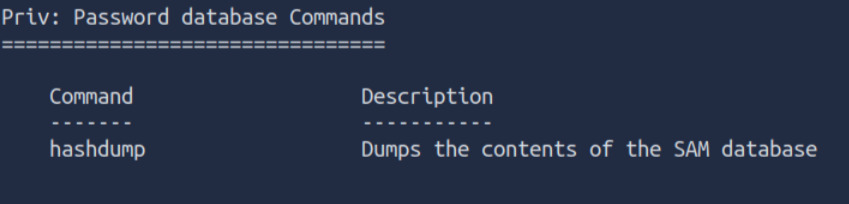 Priv: Password database Commands
================================
Command Description
------- -----------
hashdump Dumps the contents of the SAM database